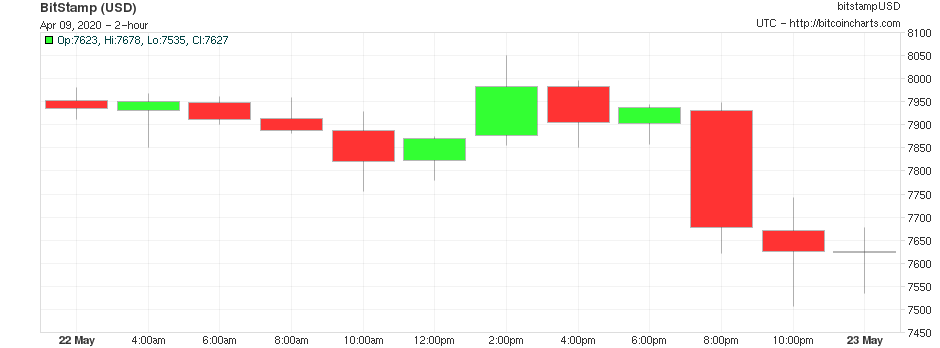 BitStamp (USD)
bitstampUSD
Apr 09, 2020 - 2-hour
UTC - http://bitcoincharts.com
Op:7623, Hi:7678, Lo:7535, Cl:7627
8100
8050
8000
7950
7900
7850
7800
7750
7700
7650
7600
7550
7500
7450
22 May 4:00am 6:00am 8:00am 10:00am 12:00pm 2:00pm 4:00pm 6:00pm 8:00pm 10:00pm 23 May